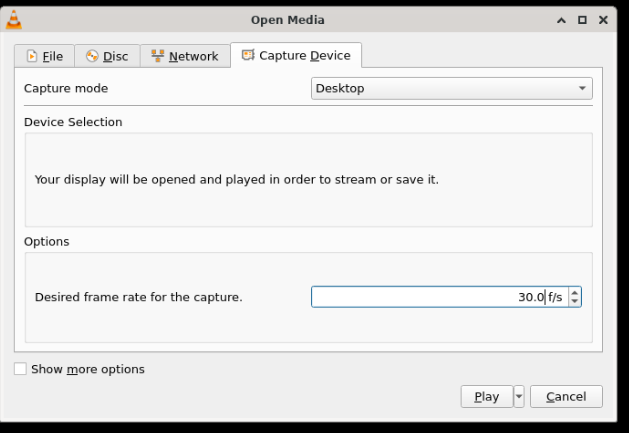 Open Media
File Disc Network Capture Device
Capture mode Desktop
Device Selection
Your display will be opened and played in order to stream or save it.
Options
Desired frame rate for the capture. 30.0 f/s
Show more options
Play Cancel